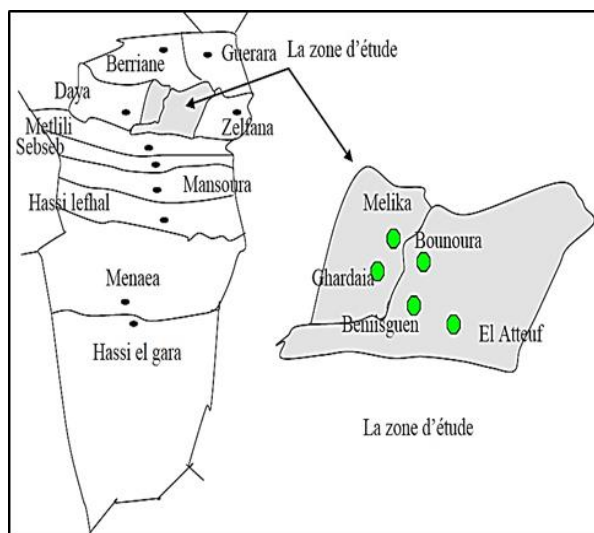 Guerara
La zone d'étude
Berriane
Daya
Metlili
Zelfana
Sebseb
Mansoura
Hassi lefhal
Melika
Bounoura
Ghardaia
Menaea
Beniisguen
El Atteuf
Hassi el gara
La zone d'étude